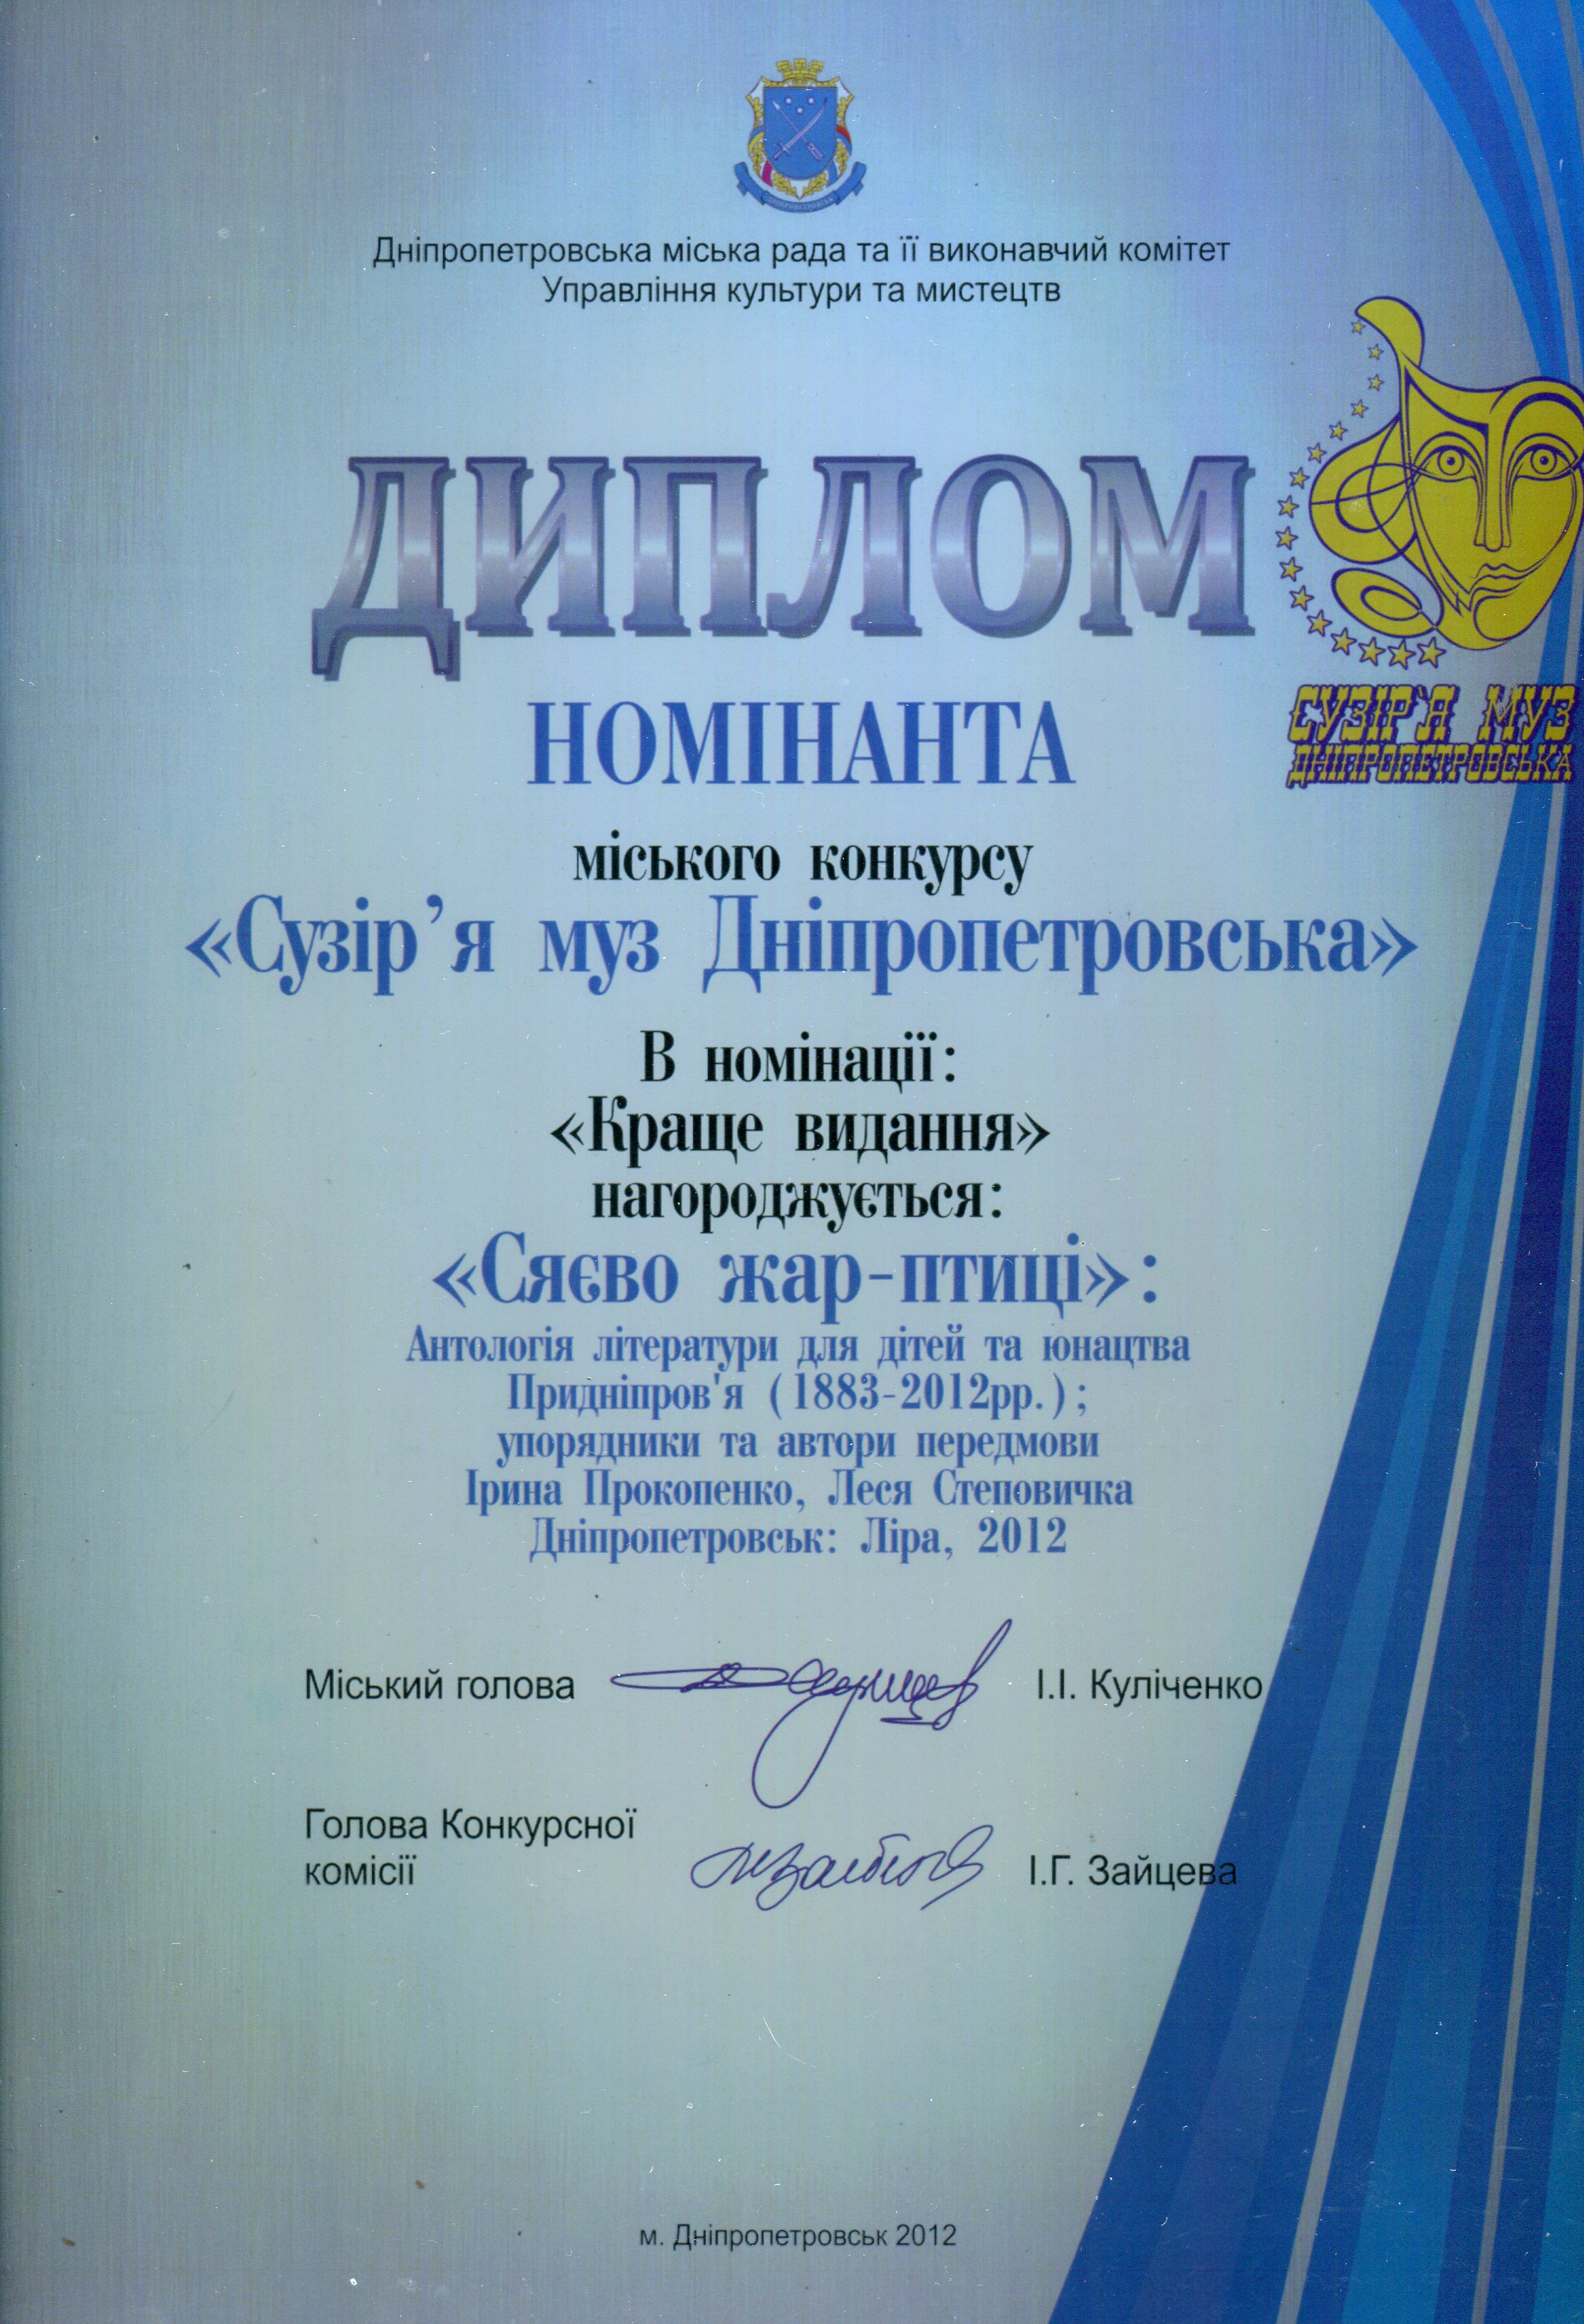 Дніпропетровська міська рада та її виконавчий комітет
Управління культури та мистецтв
ДИПЛОМ
СУЗІР`Я МУЗ
ДНІПРОПЕТРОВСЬКА
НОМІНАНТА
міського конкурсу
«Сузір’я муз Дніпропетровська»
В номінації:
«Краще видання»
нагороджується:
«Сяєво жар-птиці»:
Антологія літератури для дітей та юнацтва
Придніпров'я (1883-2012рр.);
упорядники та автори передмови
Ірина Прокопенко, Леся Степовичка
Дніпропетровськ: Ліра, 2012
Міський голова І.І. Куліченко
Голова Конкурсної
комісії І.Г. Зайцева
м. Дніпропетровськ 2012